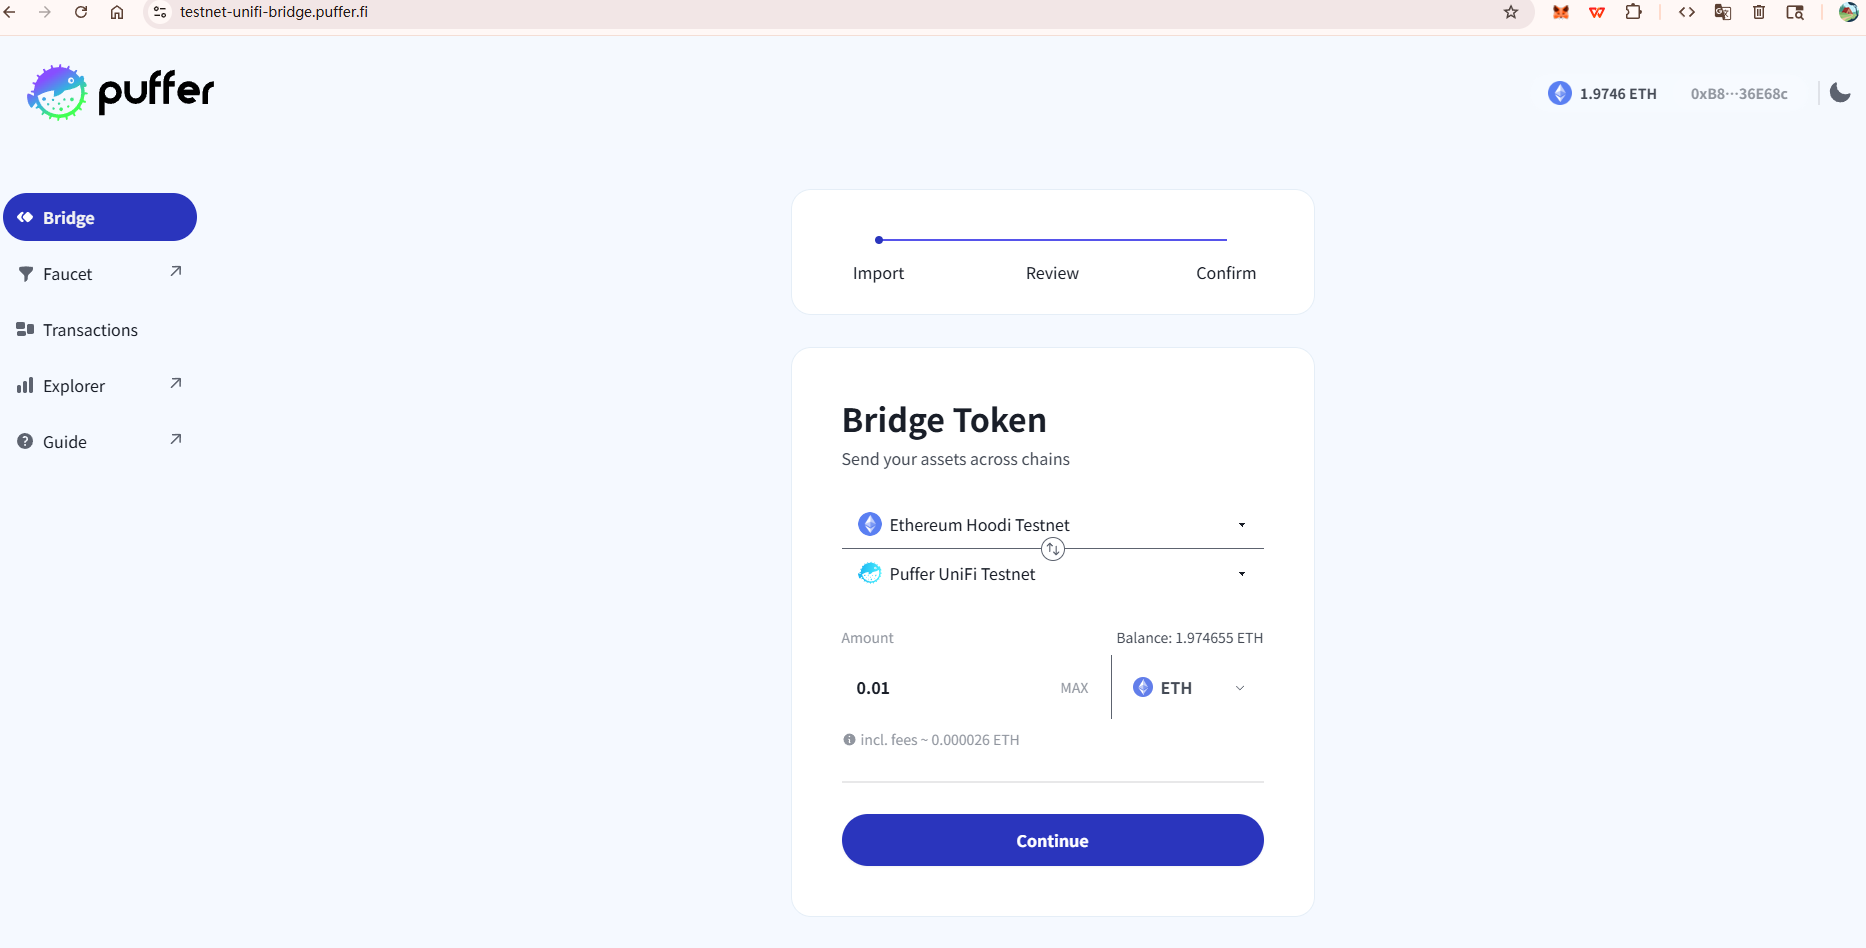 testnet-unifi-bridge.puffer.fi
puffer
1.9746 ETH
0xB8···36E68c
Bridge
Faucet
Transactions
Explorer
Guide
Import
Review
Confirm
Bridge Token
Send your assets across chains
Ethereum Hoodi Testnet
Puffer UniFi Testnet
Amount
Balance: 1.974655 ETH
0.01
MAX
ETH
incl. fees ~ 0.000026 ETH
Continue